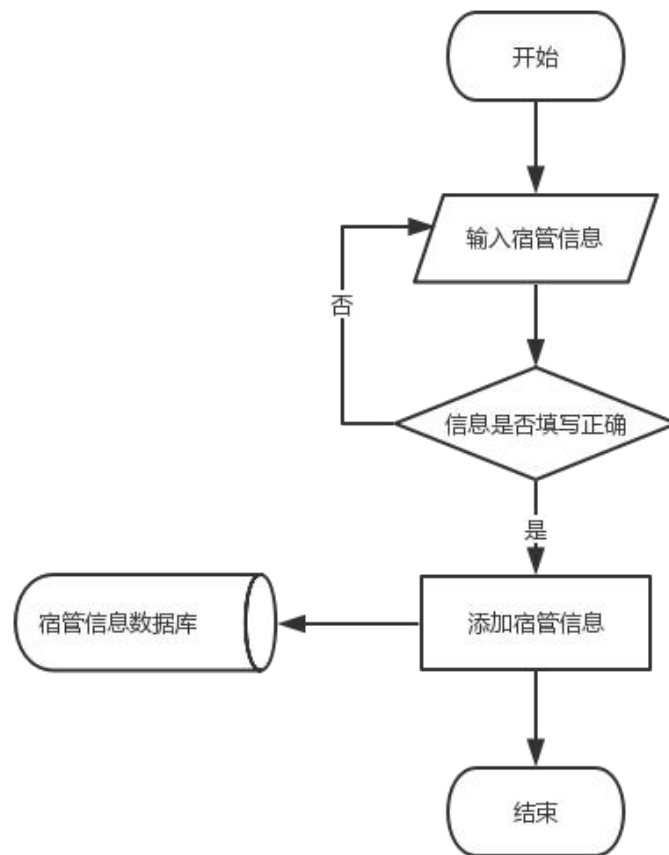 开始
输入宿管信息
否
信息是否填写正确
是
宿管信息数据库
添加宿管信息
结束